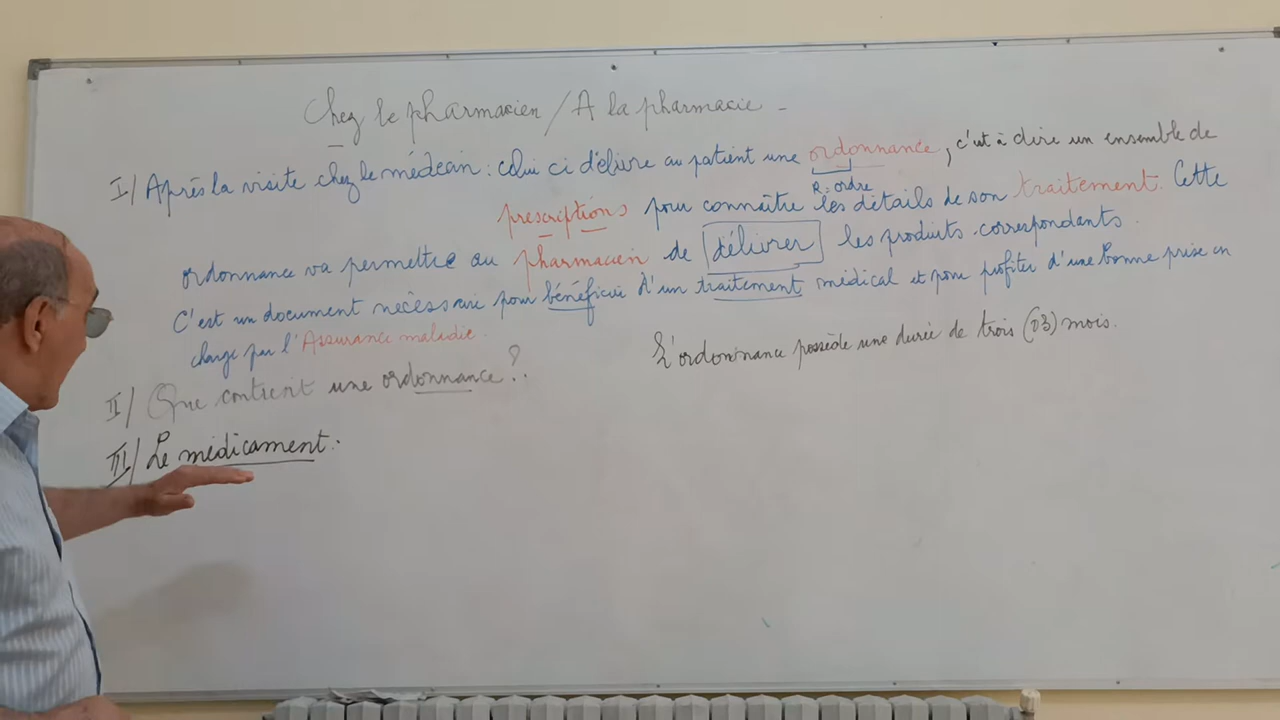 Chez le pharmacien / A la pharmacie -
I/ Après la visite chez le médecin : celui ci délivre au patient une ordonnance, c'est à dire un ensemble de
R : ordre
prescriptions pour connaître les détails de son traitement. Cette
ordonnance va permettre au pharmacien de délivrer les produits correspondants.
C'est un document nécessaire pour bénéficier d'un traitement médical et pour profiter d'une bonne prise en
charge par l'Assurance maladie.
L'ordonnance possède une durée de trois (03) mois.
II/ Que contient une ordonnance ?
III/ Le médicament :